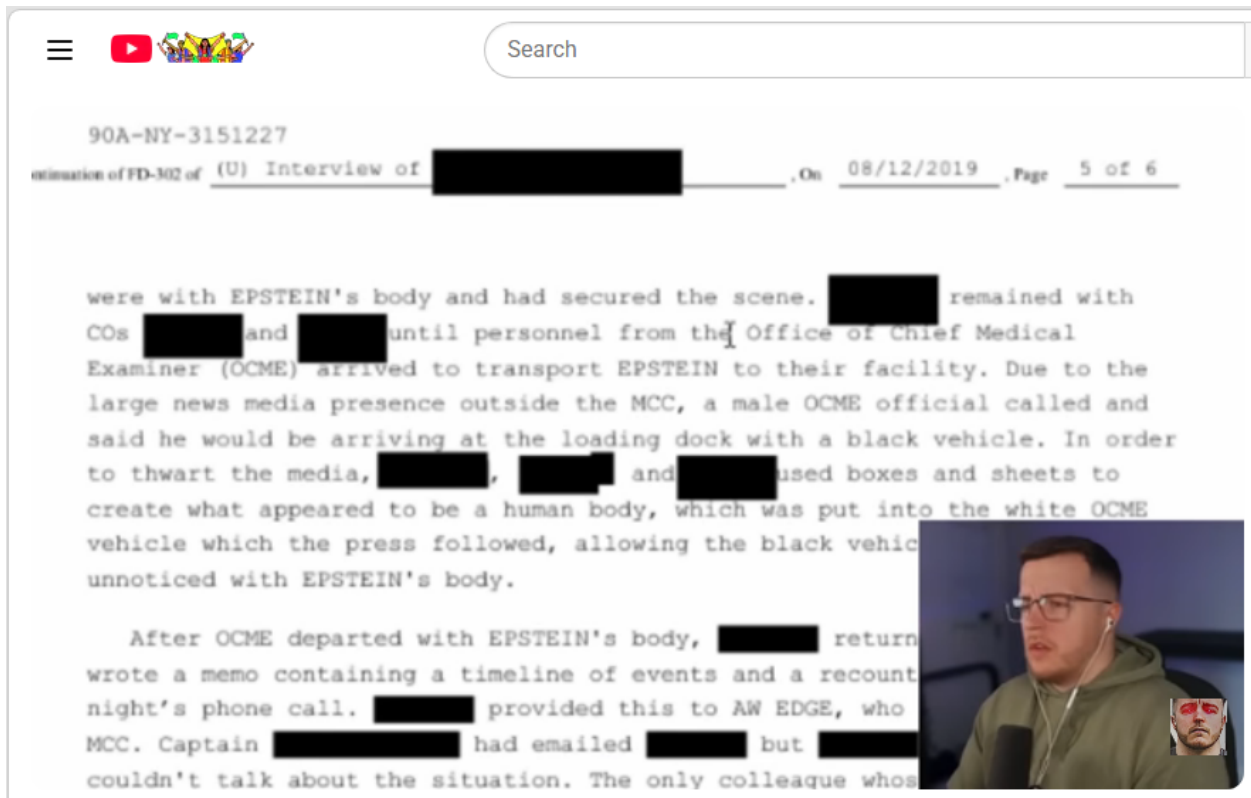 Search
90A-NY-3151227
ntinuation of FD-302 of (U) Interview of , On 08/12/2019 , Page 5 of 6
were with EPSTEIN's body and had secured the scene. remained with
COs and until personnel from the Office of Chief Medical
Examiner (OCME) arrived to transport EPSTEIN to their facility. Due to the
large news media presence outside the MCC, a male OCME official called and
said he would be arriving at the loading dock with a black vehicle. In order
to thwart the media, , and used boxes and sheets to
create what appeared to be a human body, which was put into the white OCME
vehicle which the press followed, allowing the black vehic
unnoticed with EPSTEIN's body.
After OCME departed with EPSTEIN's body, return
wrote a memo containing a timeline of events and a recount
night's phone call. provided this to AW EDGE, who
MCC. Captain had emailed but
couldn't talk about the situation. The only colleague whos